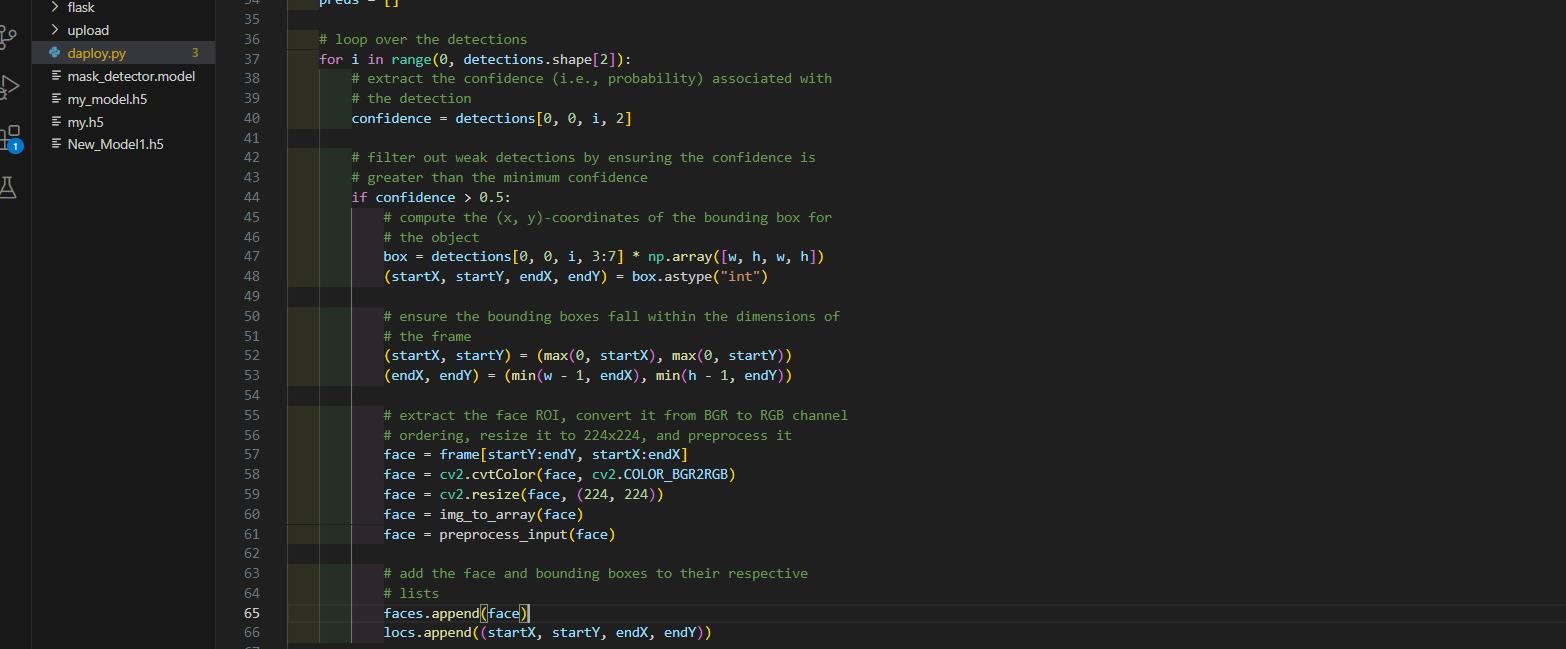 flask
upload
daploy.py 3
mask_detector.model
my_model.h5
my.h5
New_Model1.h5
1
34 preds = []
35
36 # loop over the detections
37 for i in range(0, detections.shape[2]):
38 # extract the confidence (i.e., probability) associated with
39 # the detection
40 confidence = detections[0, 0, i, 2]
41
42 # filter out weak detections by ensuring the confidence is
43 # greater than the minimum confidence
44 if confidence > 0.5:
45 # compute the (x, y)-coordinates of the bounding box for
46 # the object
47 box = detections[0, 0, i, 3:7] * np.array([w, h, w, h])
48 (startX, startY, endX, endY) = box.astype("int")
49
50 # ensure the bounding boxes fall within the dimensions of
51 # the frame
52 (startX, startY) = (max(0, startX), max(0, startY))
53 (endX, endY) = (min(w - 1, endX), min(h - 1, endY))
54
55 # extract the face ROI, convert it from BGR to RGB channel
56 # ordering, resize it to 224x224, and preprocess it
57 face = frame[startY:endY, startX:endX]
58 face = cv2.cvtColor(face, cv2.COLOR_BGR2RGB)
59 face = cv2.resize(face, (224, 224))
60 face = img_to_array(face)
61 face = preprocess_input(face)
62
63 # add the face and bounding boxes to their respective
64 # lists
65 faces.append(face)
66 locs.append((startX, startY, endX, endY))